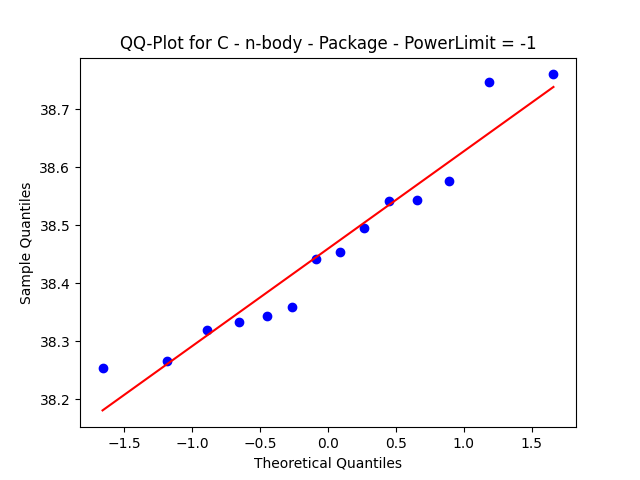 QQ-Plot for C - n-body - Package - PowerLimit = -1
Sample Quantiles
38.7
38.6
38.5
38.4
38.3
38.2
−1.5 −1.0 −0.5 0.0 0.5 1.0 1.5
Theoretical Quantiles